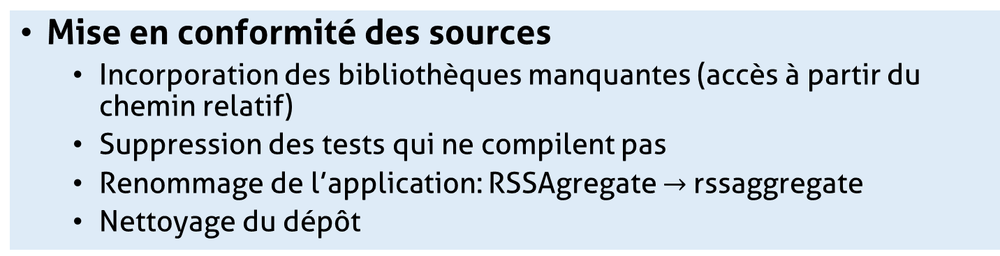 • Mise en conformité des sources
• Incorporation des bibliothèques manquantes (accès à partir du
chemin relatif)
• Suppression des tests qui ne compilent pas
• Renommage de l’application: RSSAgregate → rssaggregate
• Nettoyage du dépôt